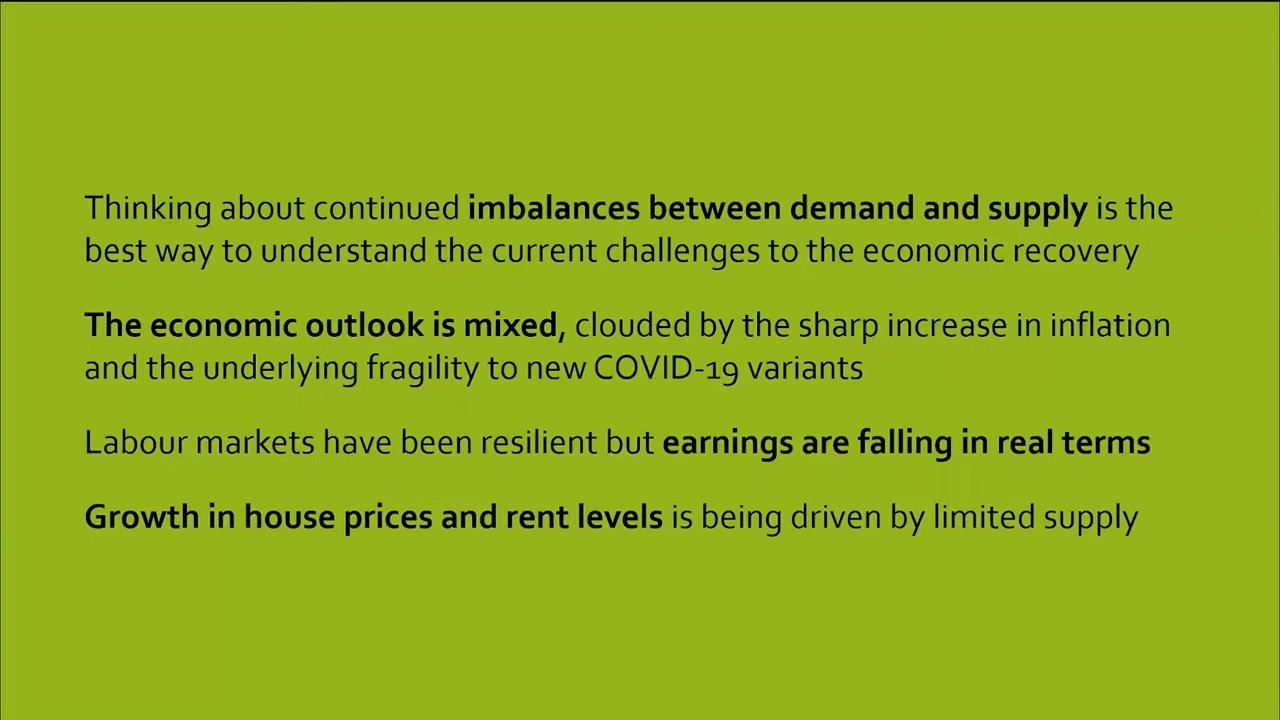 Thinking about continued imbalances between demand and supply is the
best way to understand the current challenges to the economic recovery
The economic outlook is mixed, clouded by the sharp increase in inflation
and the underlying fragility to new COVID-19 variants
Labour markets have been resilient but earnings are falling in real terms
Growth in house prices and rent levels is being driven by limited supply